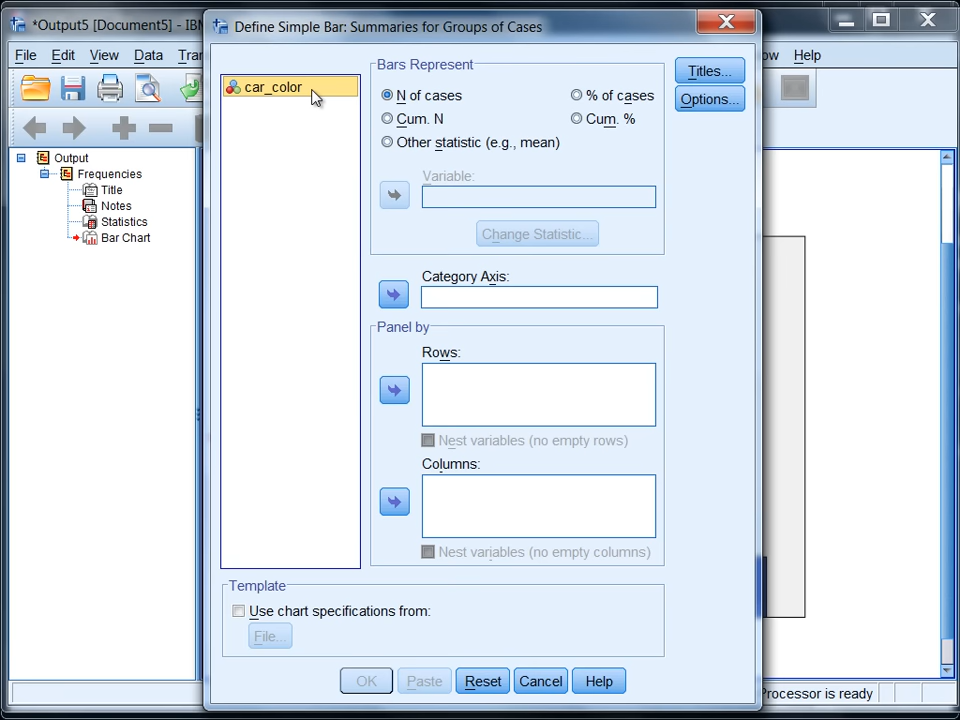 *Output5 [Document5] - IBM
Define Simple Bar: Summaries for Groups of Cases
File Edit View Data Tran
ow Help
car_color
Bars Represent
N of cases
% of cases
Cum. N
Cum. %
Other statistic (e.g., mean)
Variable:
Change Statistic...
Titles...
Options...
Output
Frequencies
Title
Notes
Statistics
Bar Chart
Category Axis:
Panel by
Rows:
Nest variables (no empty rows)
Columns:
Nest variables (no empty columns)
Template
Use chart specifications from:
File...
OK Paste Reset Cancel Help
Processor is ready